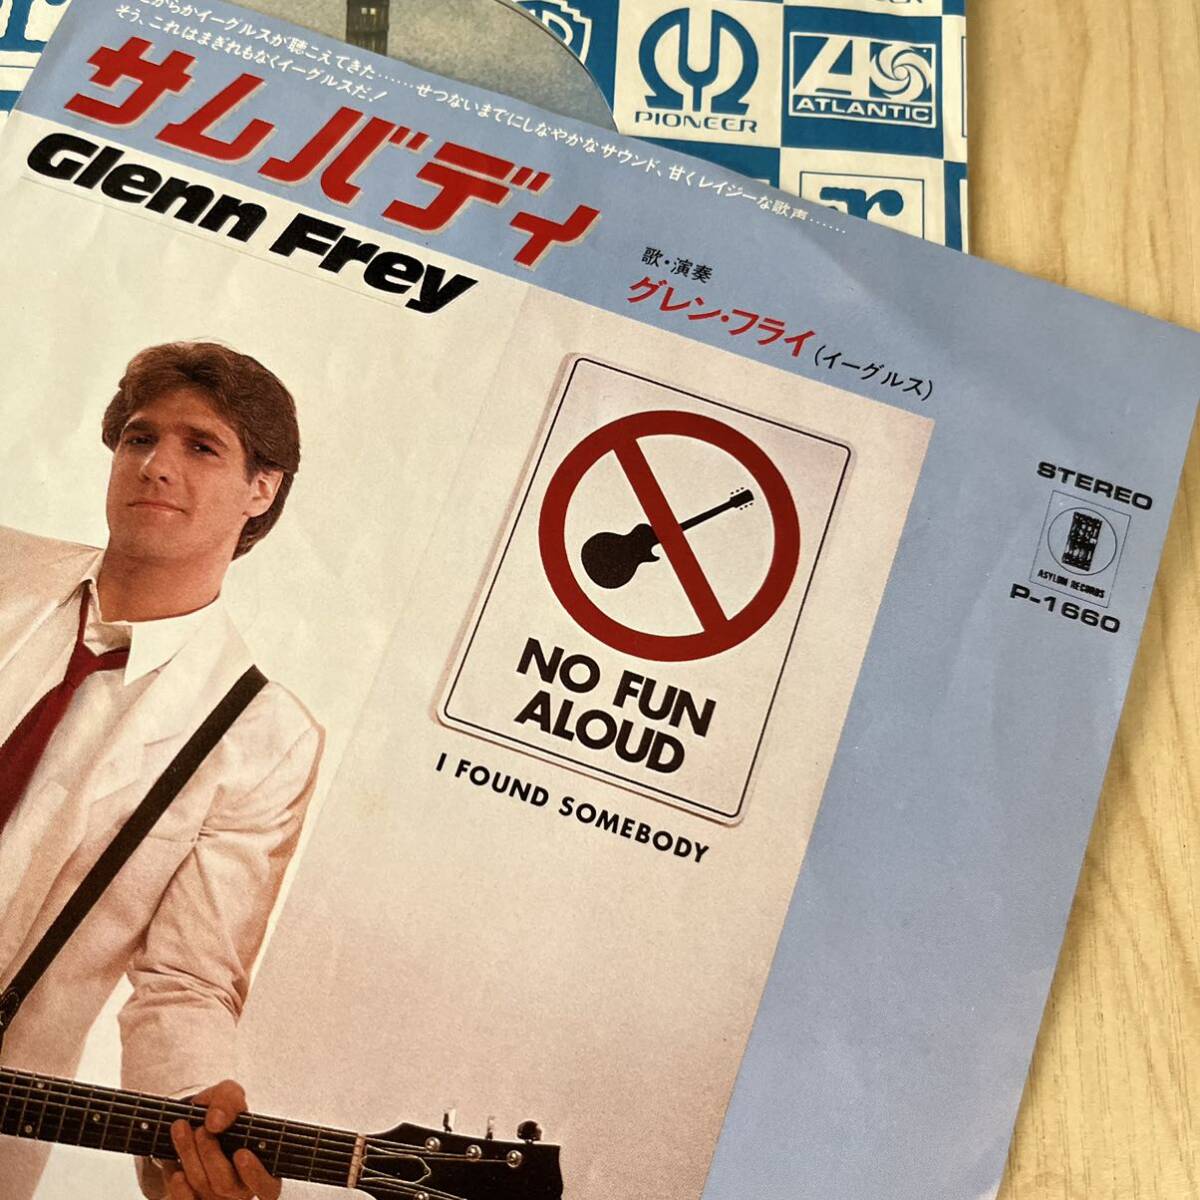 PIONEER
ATLANTIC
こからかイーグルスが聴こえてきた……せつないまでにしなやかなサウンド、甘くレイジーな歌声……
そう、これはまぎれもなくイーグルスだ!
サムバディ
Glenn Frey
歌・演奏
グレン・フライ(イーグルス)
STEREO
ASYLUM RECORDS
P-1660
NO FUN
ALOUD
I FOUND SOMEBODY